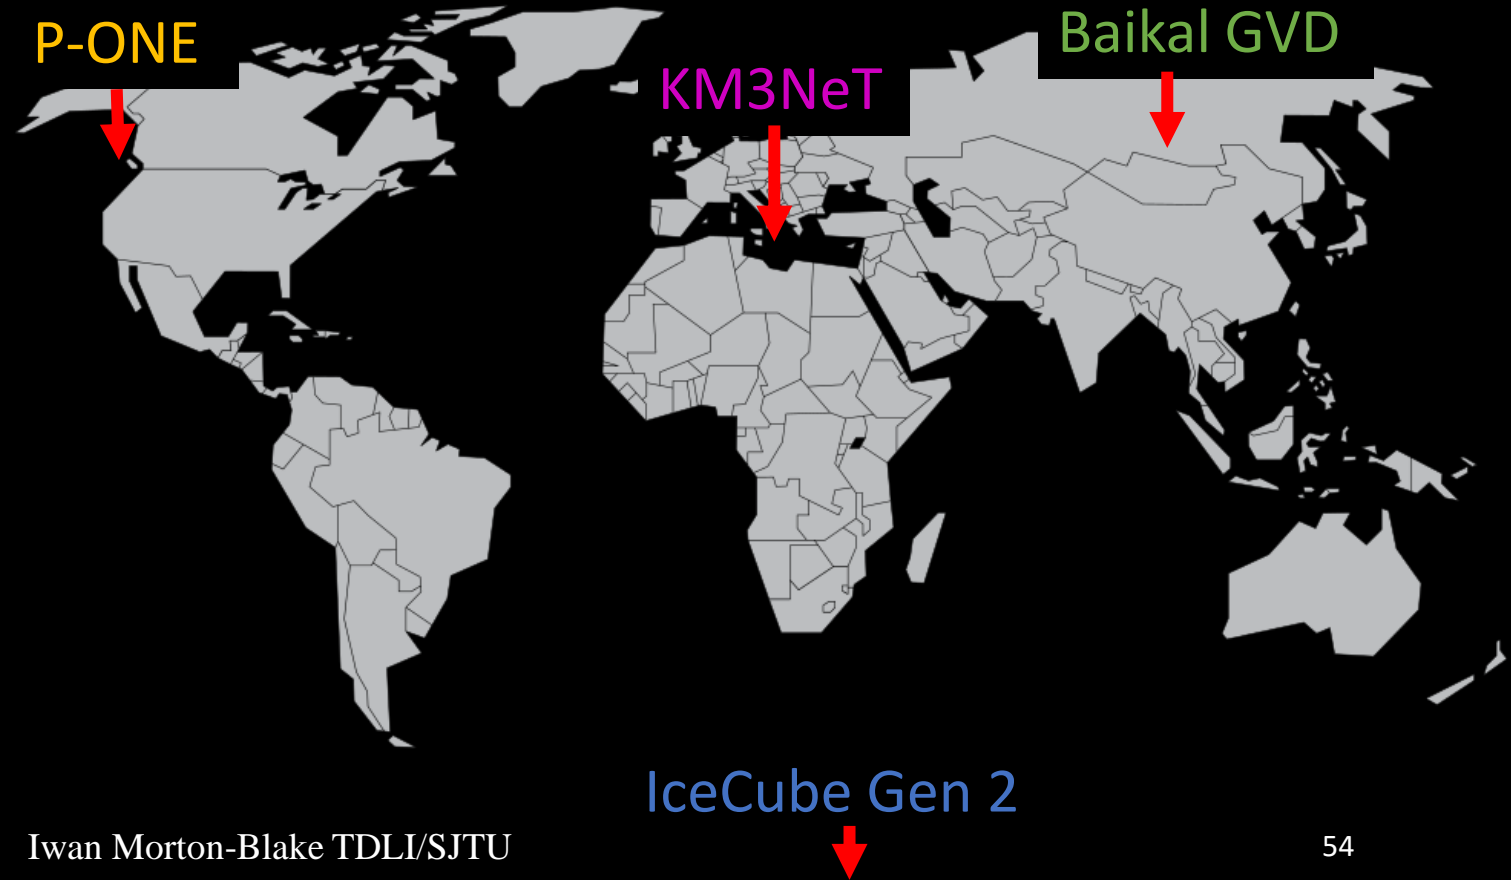 P-ONE
Baikal GVD
KM3NeT
IceCube Gen 2
Iwan Morton-Blake TDLI/SJTU
54